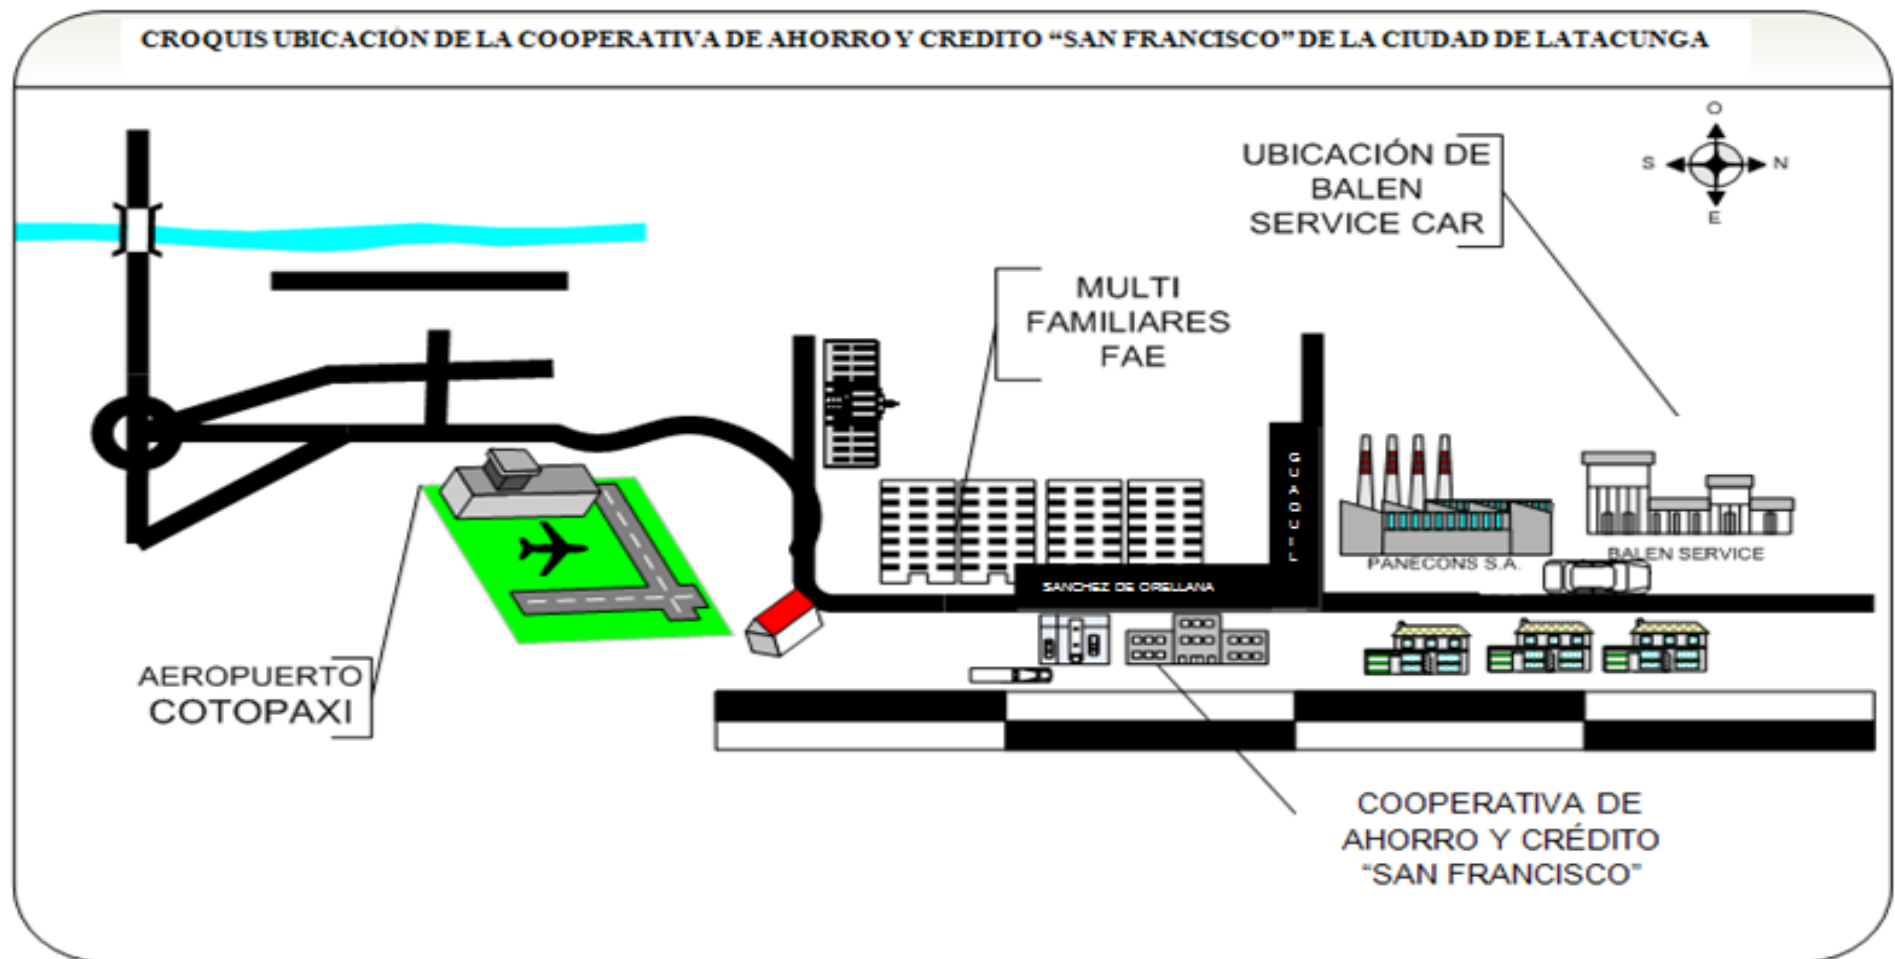 CROQUIS UBICACIÓN DE LA COOPERATIVA DE AHORRO Y CREDITO “SAN FRANCISCO” DE LA CIUDAD DE LATACUNGA
O
S
N
E
UBICACIÓN DE
BALEN
SERVICE CAR
MULTI
FAMILIARES
FAE
GUAQUIL
PANECONS S.A.
BALEN SERVICE
SANCHEZ DE ORELLANA
AEROPUERTO
COTOPAXI
COOPERATIVA DE
AHORRO Y CRÉDITO
“SAN FRANCISCO”